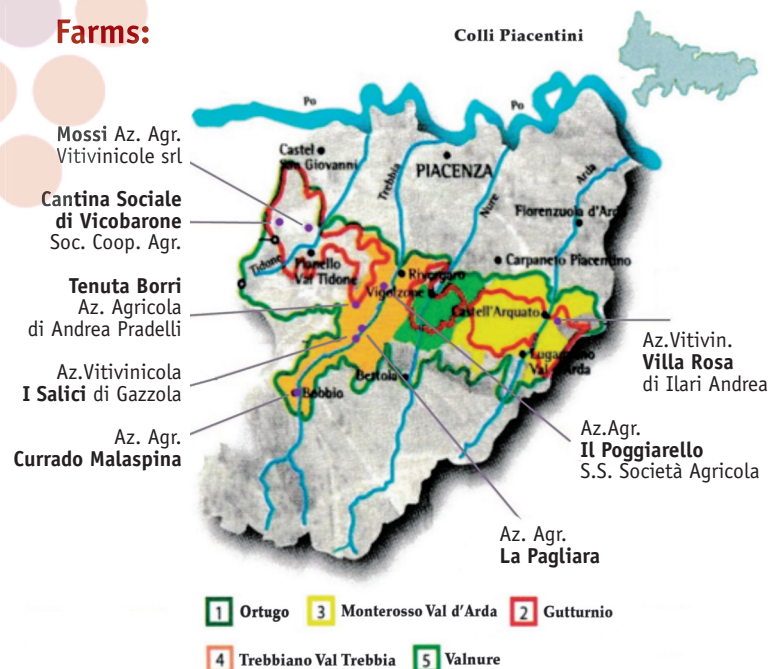 Farms:
Colli Piacentini
Mossi Az. Agr.
Vitivinicole srl
Cantina Sociale
di Vicobarone
Soc. Coop. Agr.
Tenuta Borri
Az. Agricola
di Andrea Pradelli
Az.Vitivinicola
I Salici di Gazzola
Az. Agr.
Currado Malaspina
Po
Po
Castel
San Giovanni
Trebbia
PIACENZA
Nure
Arda
Fiorenzuola d'Arda
Tidone
Pianello
Val Tidone
Rivergaro
Carpaneto Piacentino
Vigolzone
Castell'Arquato
Lugagnano
Val d'Arda
Bettola
Bobbio
Az.Vitivin.
Villa Rosa
di Ilari Andrea
Az.Agr.
Il Poggiarello
S.S. Società Agricola
Az. Agr.
La Pagliara
1 Ortugo 3 Monterosso Val d'Arda 2 Gutturnio
4 Trebbiano Val Trebbia 5 Valnure